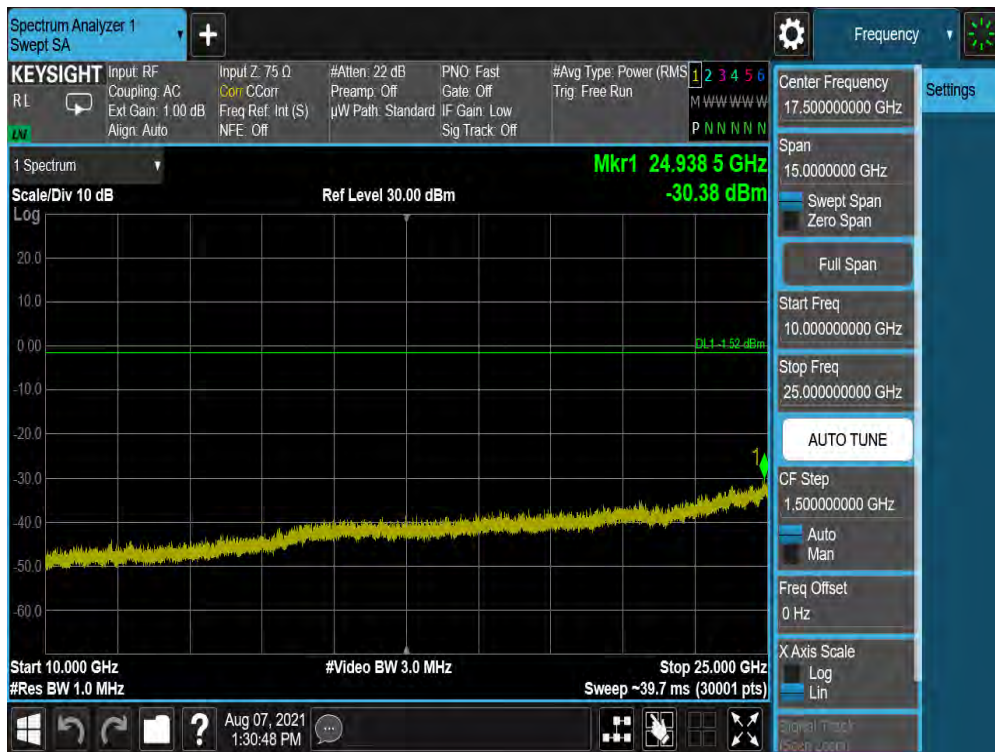 Spectrum Analyzer 1
Swept SA
+
Frequency
KEYSIGHT
RL
LNI
Input: RF
Coupling: AC
Ext Gain: 1.00 dB
Align: Auto
Input Z: 75 Ω
Corr CCorr
Freq Ref: Int (S)
NFE: Off
#Atten: 22 dB
Preamp: Off
µW Path: Standard
PNO: Fast
Gate: Off
IF Gain: Low
Sig Track: Off
#Avg Type: Power (RMS
Trig: Free Run
1 2 3 4 5 6
M W W W W W
P N N N N N
1 Spectrum
Scale/Div 10 dB
Ref Level 30.00 dBm
Mkr1 24.938 5 GHz
-30.38 dBm
Log
20.0
10.0
0.00
-10.0
-20.0
-30.0
-40.0
-50.0
-60.0
DL1 -1.52 dBm
1
Start 10.000 GHz
#Res BW 1.0 MHz
#Video BW 3.0 MHz
Stop 25.000 GHz
Sweep ~39.7 ms (30001 pts)
Center Frequency
17.500000000 GHz
Settings
Span
15.0000000 GHz
Swept Span
Zero Span
Full Span
Start Freq
10.000000000 GHz
Stop Freq
25.000000000 GHz
AUTO TUNE
CF Step
1.500000000 GHz
Auto
Man
Freq Offset
0 Hz
X Axis Scale
Log
Lin
Signal Track
?
Aug 07, 2021
1:30:48 PM